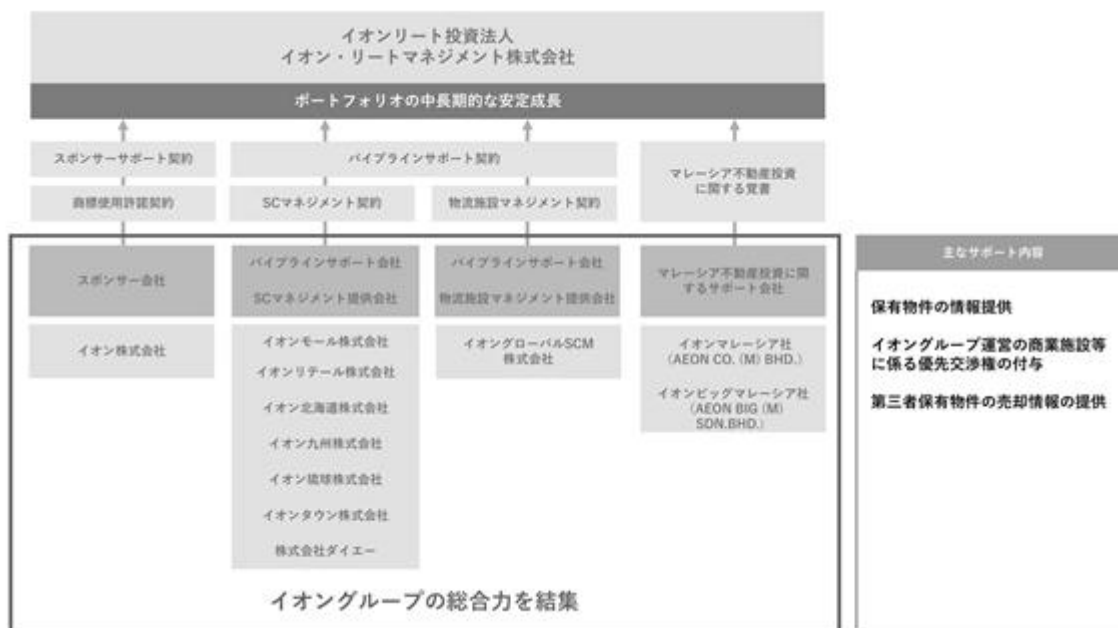 イオンリート投資法人
イオン・リートマネジメント株式会社
ポートフォリオの中長期的な安定成長
スポンサーサポート契約
パイプラインサポート契約
マレーシア不動産投資
に関する覚書
商標使用許諾契約
SCマネジメント契約
物流施設マネジメント契約
スポンサー会社
パイプラインサポート会社
SCマネジメント提供会社
パイプラインサポート会社
物流施設マネジメント提供会社
マレーシア不動産投資に関
するサポート会社
イオン株式会社
イオンモール株式会社
イオンリテール株式会社
イオン北海道株式会社
イオン九州株式会社
イオン琉球株式会社
イオンタウン株式会社
株式会社ダイエー
イオングローバルSCM
株式会社
イオンマレーシア社
(AEON CO. (M) BHD.)
イオンビッグマレーシア社
(AEON BIG (M)
SDN.BHD.)
イオングループの総合力を結集
主なサポート内容
保有物件の情報提供
イオングループ運営の商業施設等
に係る優先交渉権の付与
第三者保有物件の売却情報の提供